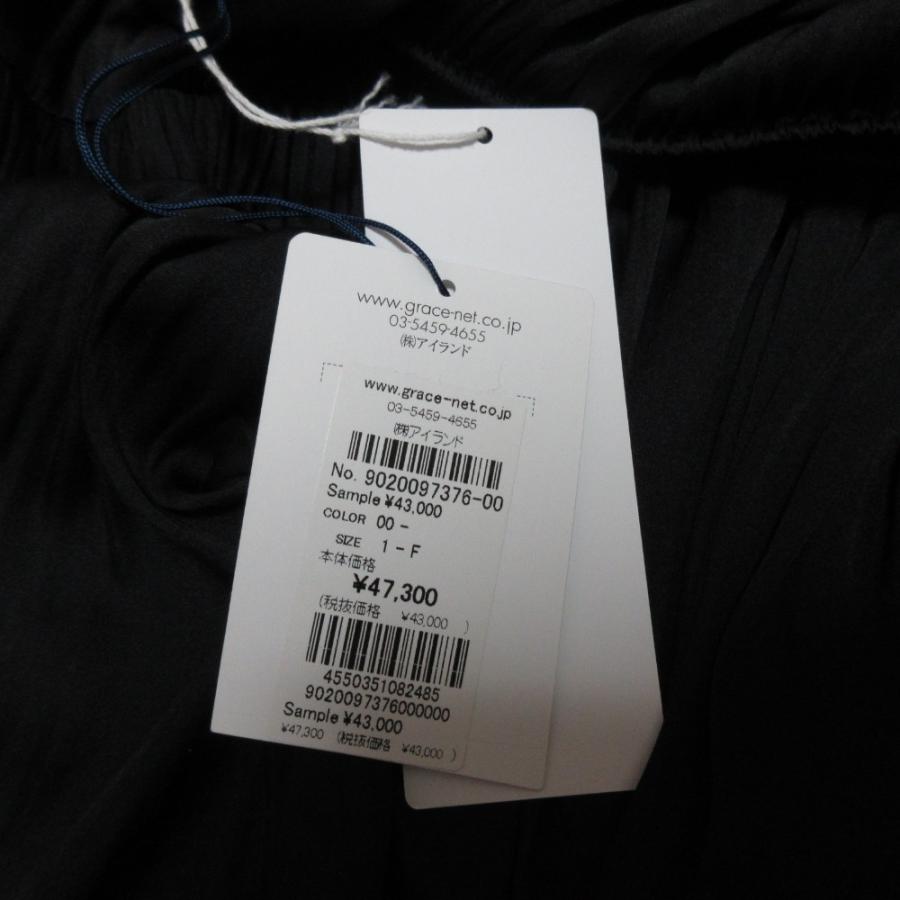 www.grace-net.co.jp
03-5459-4655
㈱アイランド
www.grace-net.co.jp
03-5459-4655
㈱アイランド
No. 9020097376-00
Sample ¥43,000
COLOR 00 -
SIZE 1 - F
本体価格
¥47,300
(税抜価格 ¥43,000 )
4550351082485
9020097376000000
Sample ¥43,000
¥47,300 (税抜価格 ¥43,000 )